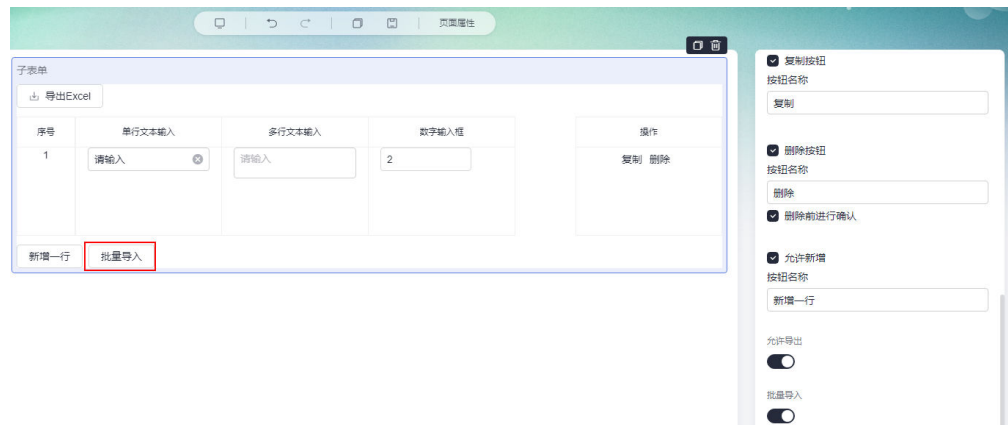 页面属性
子表单
导出Excel
序号 单行文本输入 多行文本输入 数字输入框 操作
1 请输入 请输入 2 复制 删除
新增一行 批量导入
复制按钮
按钮名称
复制
删除按钮
按钮名称
删除
删除前进行确认
允许新增
按钮名称
新增一行
允许导出
批量导入